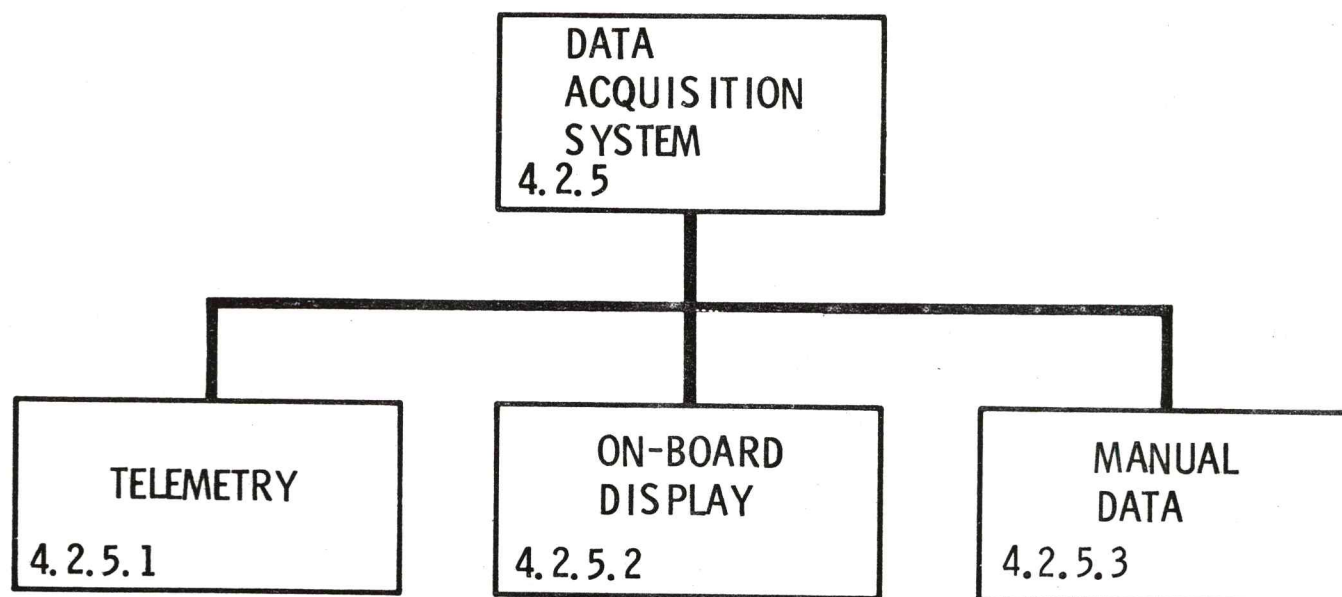 DATA
ACQUISITION
SYSTEM
4.2.5
TELEMETRY
4.2.5.1
ON-BOARD
DISPLAY
4.2.5.2
MANUAL
DATA
4.2.5.3